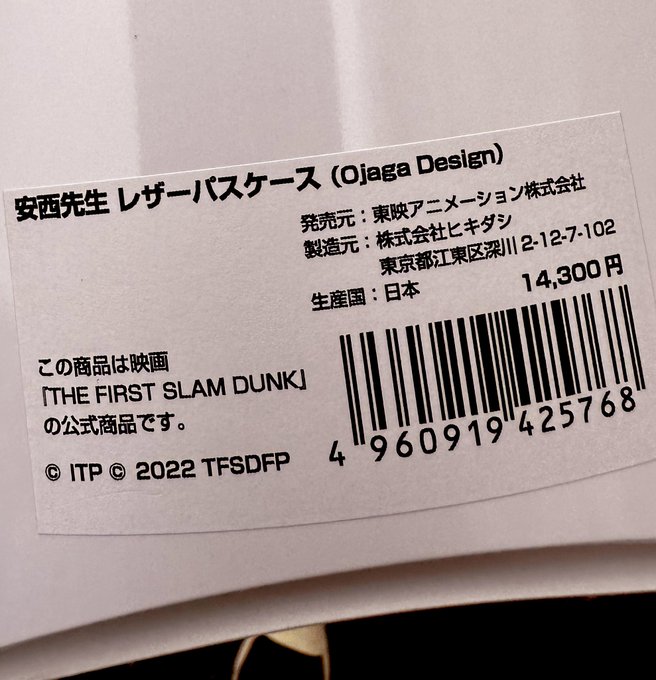 安西先生 レザーパスケース (Ojaga Design)
発売元:東映アニメーション株式会社
製造元:株式会社ヒキダシ
東京都江東区深川2-12-7-102
生産国:日本
14,300円
この商品は映画
『THE FIRST SLAM DUNK』
の公式商品です。
© ITP © 2022 TFSDFP
4 960919 425768